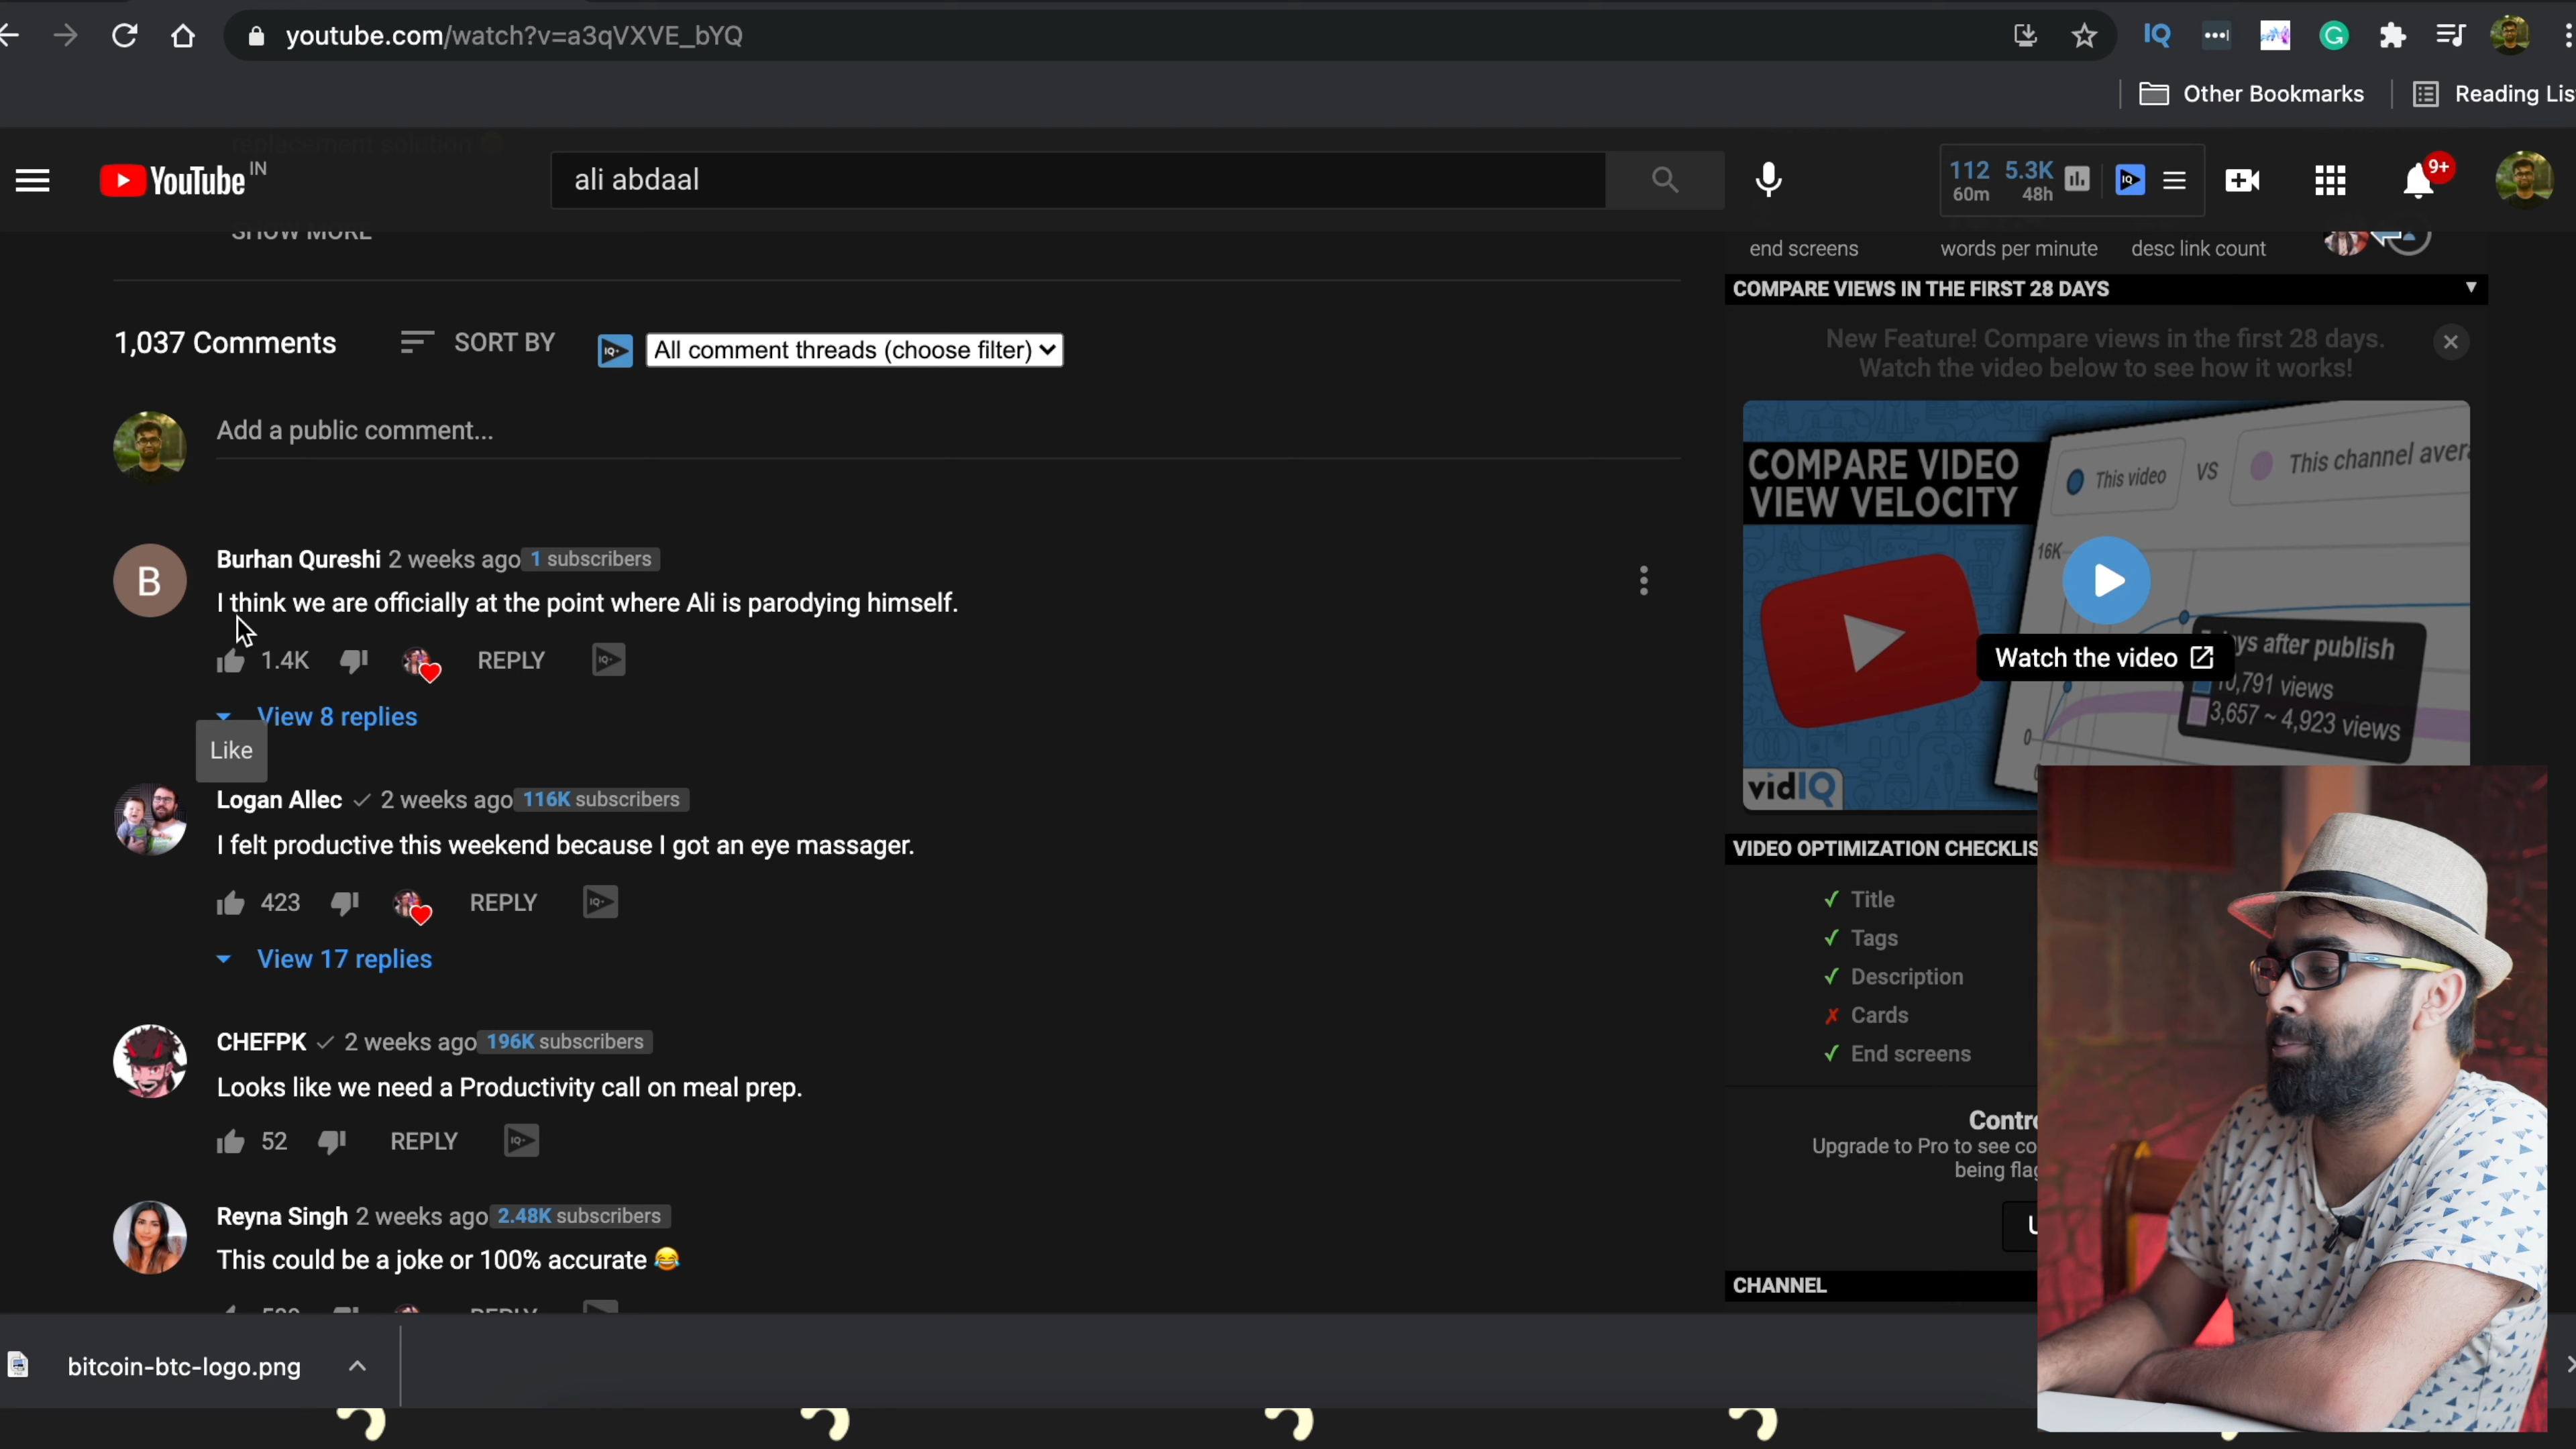 youtube.com/watch?v=a3qVXVE_bYQ
IQ
Other Bookmarks
YouTube IN
ali abdaal
112 5.3K
60m 48h
9+
SHOW MORE
end screens words per minute desc link count
COMPARE VIEWS IN THE FIRST 28 DAYS
New Feature! Compare views in the first 28 days.
Watch the video below to see how it works!
1,037 Comments SORT BY All comment threads (choose filter)
Add a public comment...
COMPARE VIDEO
VIEW VELOCITY
This video VS This channel
16K
Watch the video
after publish
views
3,657 ~ 4,923 views
0
vidIQ
Burhan Qureshi 2 weeks ago 1 subscribers
I think we are officially at the point where Ali is parodying himself.
1.4K REPLY
View 8 replies
Like
Logan Allec 2 weeks ago 116K subscribers
I felt productive this weekend because I got an eye massager.
423 REPLY
View 17 replies
CHEFPK 2 weeks ago 196K subscribers
Looks like we need a Productivity call on meal prep.
52 REPLY
Reyna Singh 2 weeks ago 2.48K subscribers
This could be a joke or 100% accurate 😂
VIDEO OPTIMIZATION
✓ Title
✓ Tags
✓ Description
✗ Cards
✓ End screens
Upgrade to Pro to see
being
CHANNEL
bitcoin-btc-logo.png